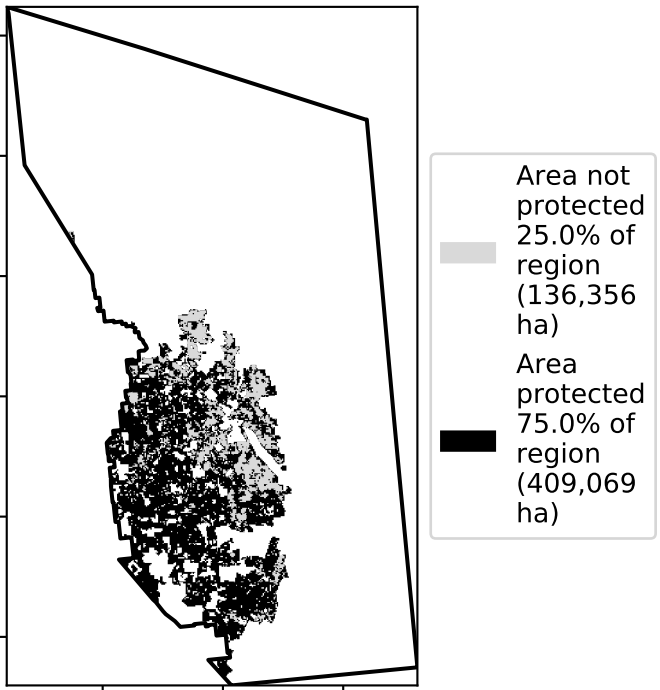 Area not
protected
25.0% of
region
(136,356
ha)
Area
protected
75.0% of
region
(409,069
ha)